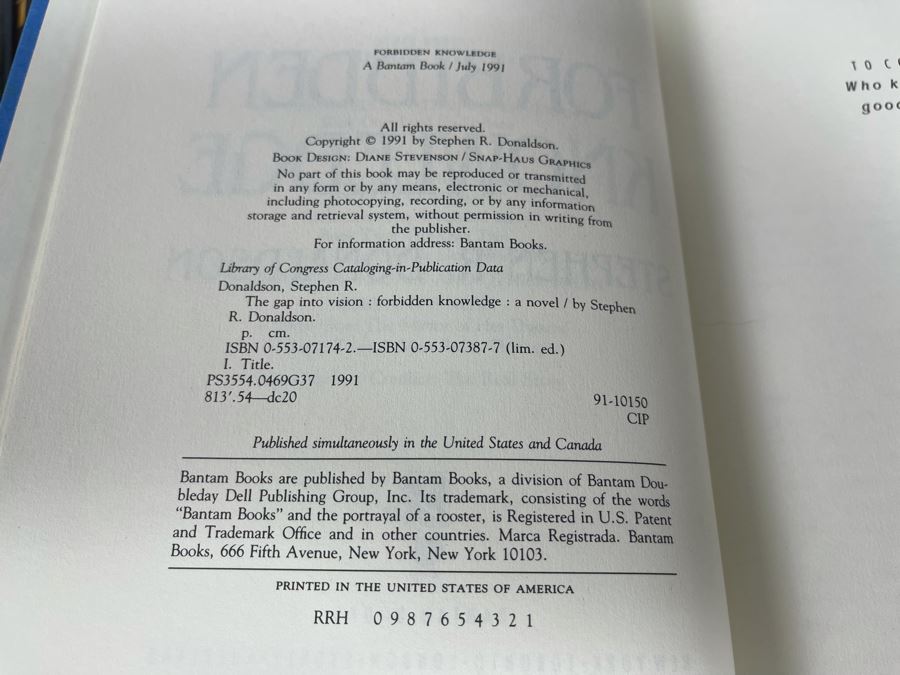 FORBIDDEN KNOWLEDGE
A Bantam Book / July 1991
All rights reserved.
Copyright © 1991 by Stephen R. Donaldson.
BOOK DESIGN: DIANE STEVENSON / SNAP-HAUS GRAPHICS
No part of this book may be reproduced or transmitted
in any form or by any means, electronic or mechanical,
including photocopying, recording, or by any information
storage and retrieval system, without permission in writing from
the publisher.
For information address: Bantam Books.
Library of Congress Cataloging-in-Publication Data
Donaldson, Stephen R.
The gap into vision : forbidden knowledge : a novel / by Stephen
R. Donaldson.
p. cm.
ISBN 0-553-07174-2.—ISBN 0-553-07387-7 (lim. ed.)
I. Title.
PS3554.0469G37 1991
813'.54—dc20
91-10150
CIP
Published simultaneously in the United States and Canada
Bantam Books are published by Bantam Books, a division of Bantam Dou-
bleday Dell Publishing Group, Inc. Its trademark, consisting of the words
"Bantam Books" and the portrayal of a rooster, is Registered in U.S. Patent
and Trademark Office and in other countries. Marca Registrada. Bantam
Books, 666 Fifth Avenue, New York, New York 10103.
PRINTED IN THE UNITED STATES OF AMERICA
RRH 0 9 8 7 6 5 4 3 2 1
TO
Who